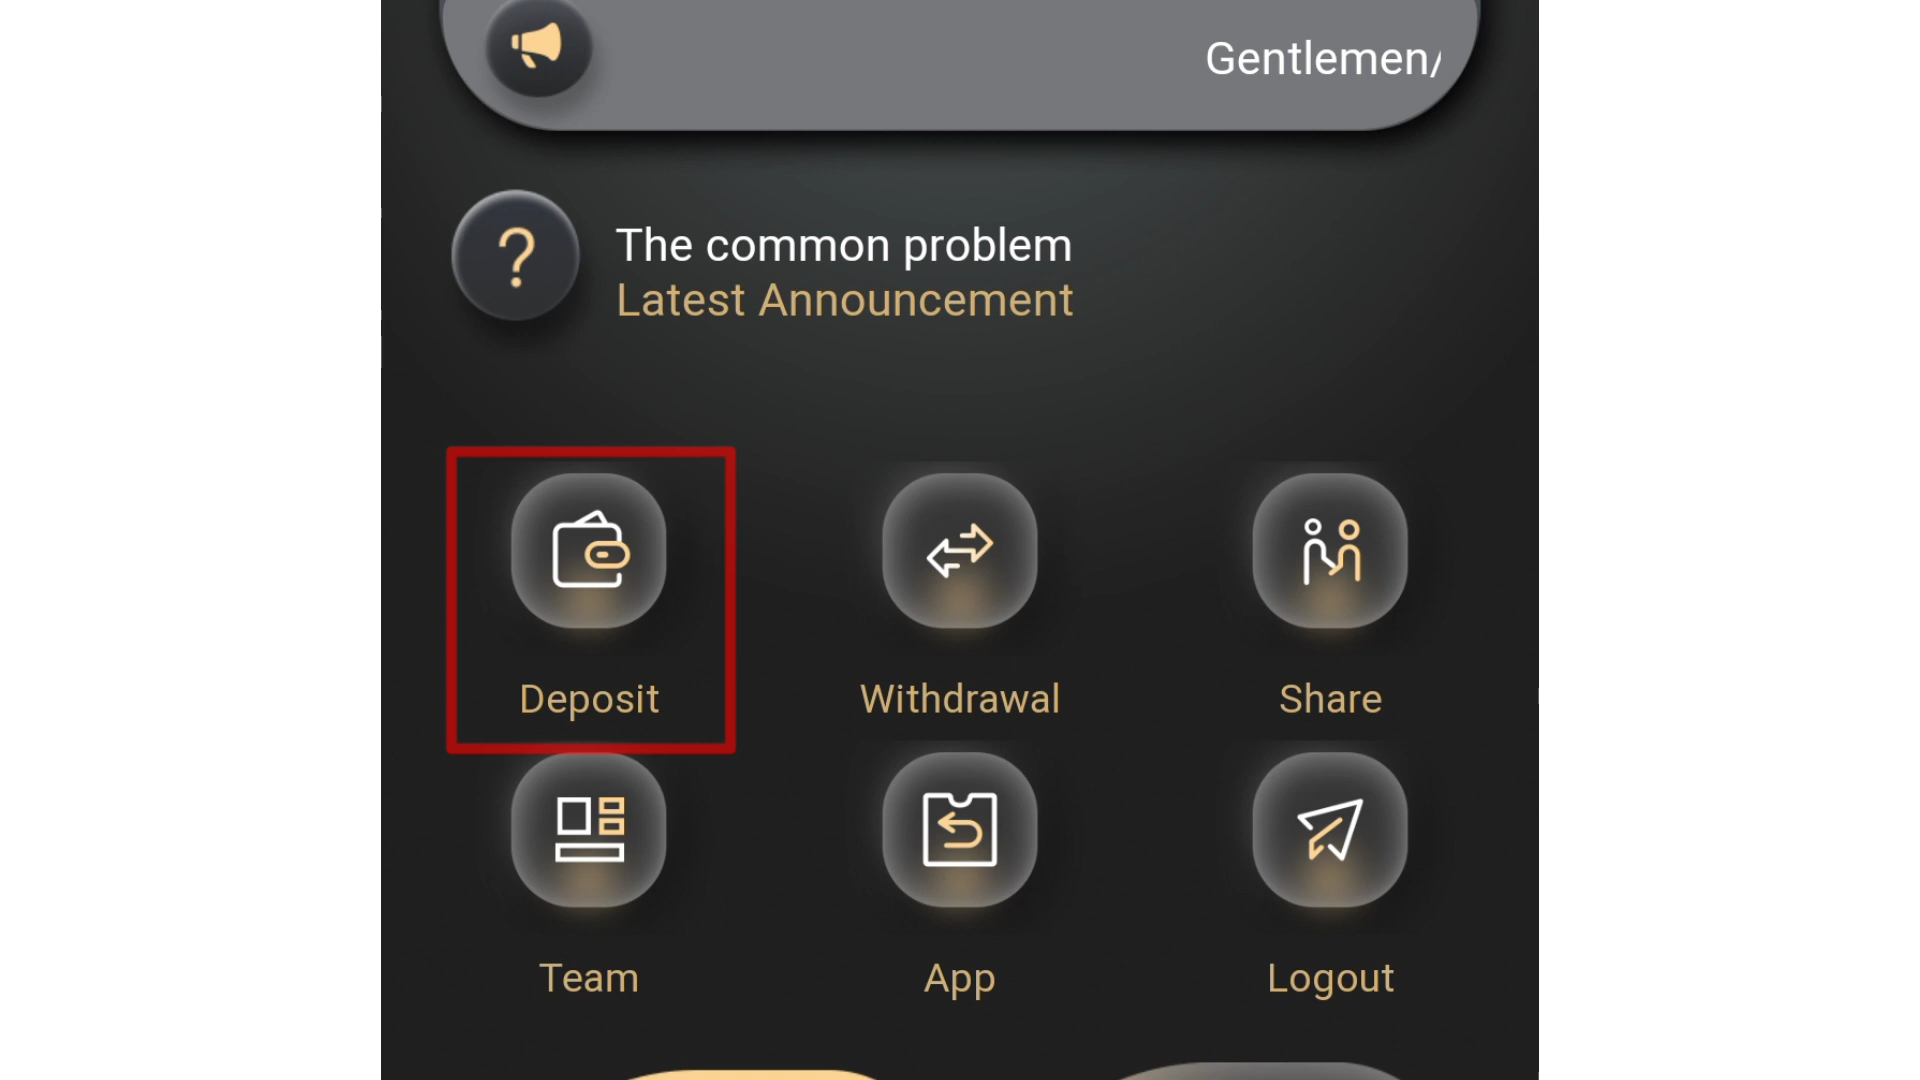 Gentlemen/
The common problem
Latest Announcement
Deposit
Withdrawal
Share
Team
App
Logout